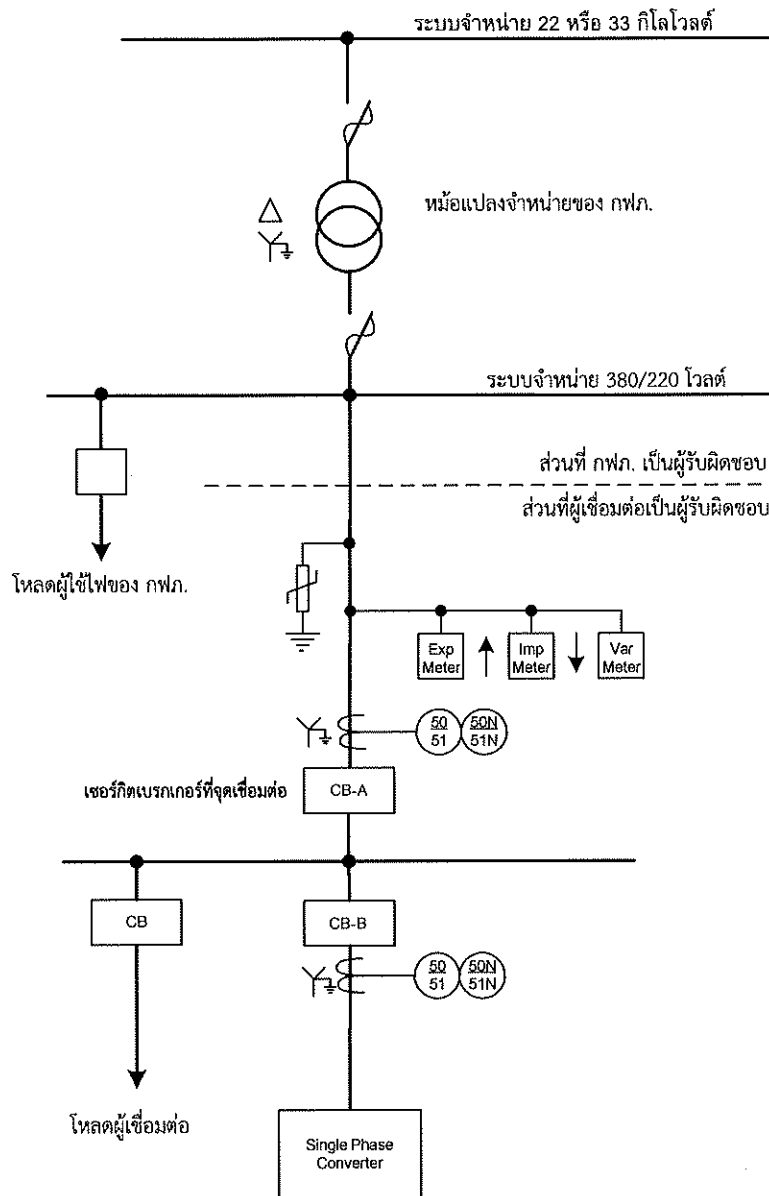 ระบบจำหน่าย 22 หรือ 33 กิโลโวลต์
หม้อแปลงจำหน่ายของ กฟภ.
ระบบจำหน่าย 380/220 โวลต์
ส่วนที่ กฟภ. เป็นผู้รับผิดชอบ
ส่วนที่ผู้เชื่อมต่อเป็นผู้รับผิดชอบ
โหลดผู้ใช้ไฟของ กฟภ.
Exp
Meter
Imp
Meter
Var
Meter
50
51
50N
51N
เซอร์กิตเบรกเกอร์ที่จุดเชื่อมต่อ
CB-A
CB
CB-B
50
51
50N
51N
โหลดผู้เชื่อมต่อ
Single Phase
Converter